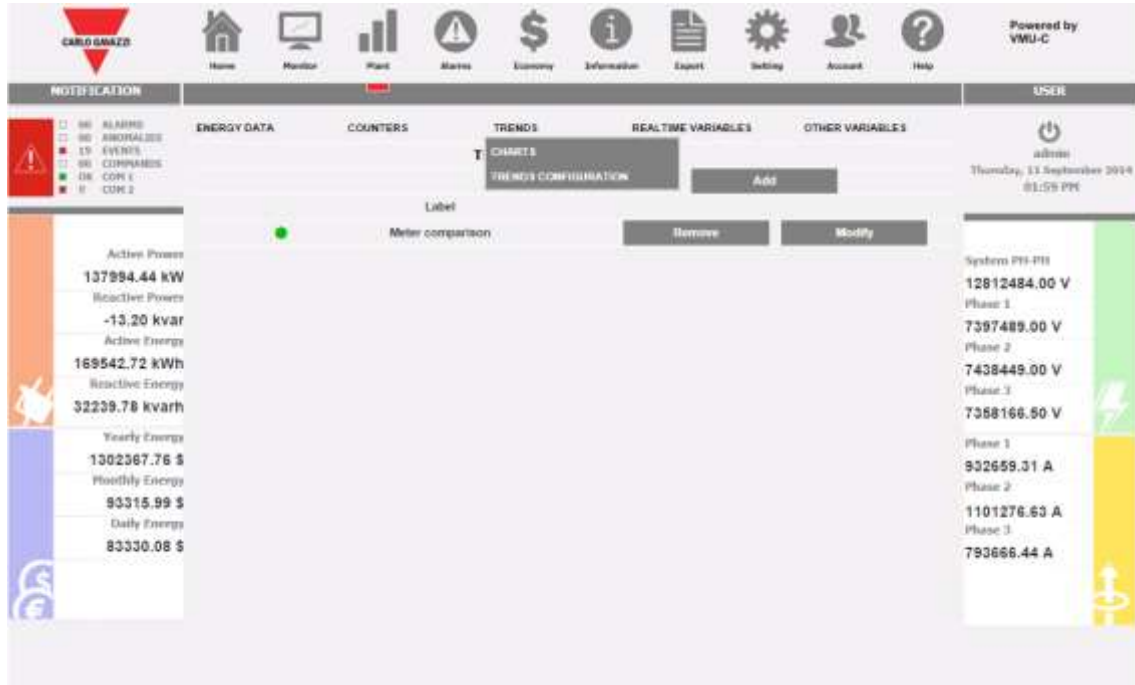 CARLO GAVAZZI
Home
Monitor
Plant
Alarms
Economy
Information
Export
Setting
Account
Help
Powered by
VMU-C
NOTIFICATION
USER
00 ALARMS
00 ANOMALIES
15 EVENTS
00 COMMANDS
OK COM 1
COM 2
ENERGY DATA
COUNTERS
TRENDS
REALTIME VARIABLES
OTHER VARIABLES
T
CHARTS
TRENDS CONFIGURATION
Add
admin
Thursday, 11 September 2014
01:59 PM
Label
Meter comparison
Remove
Modify
Active Power
137994.44 kW
Reactive Power
-13.20 kvar
Active Energy
169542.72 kWh
Reactive Energy
32239.78 kvarh
Yearly Energy
1302367.76 $
Monthly Energy
93315.99 $
Daily Energy
83330.08 $
System PH-PH
12812484.00 V
Phase 1
7397489.00 V
Phase 2
7438449.00 V
Phase 3
7358166.50 V
Phase 1
932659.31 A
Phase 2
1101276.63 A
Phase 3
793666.44 A